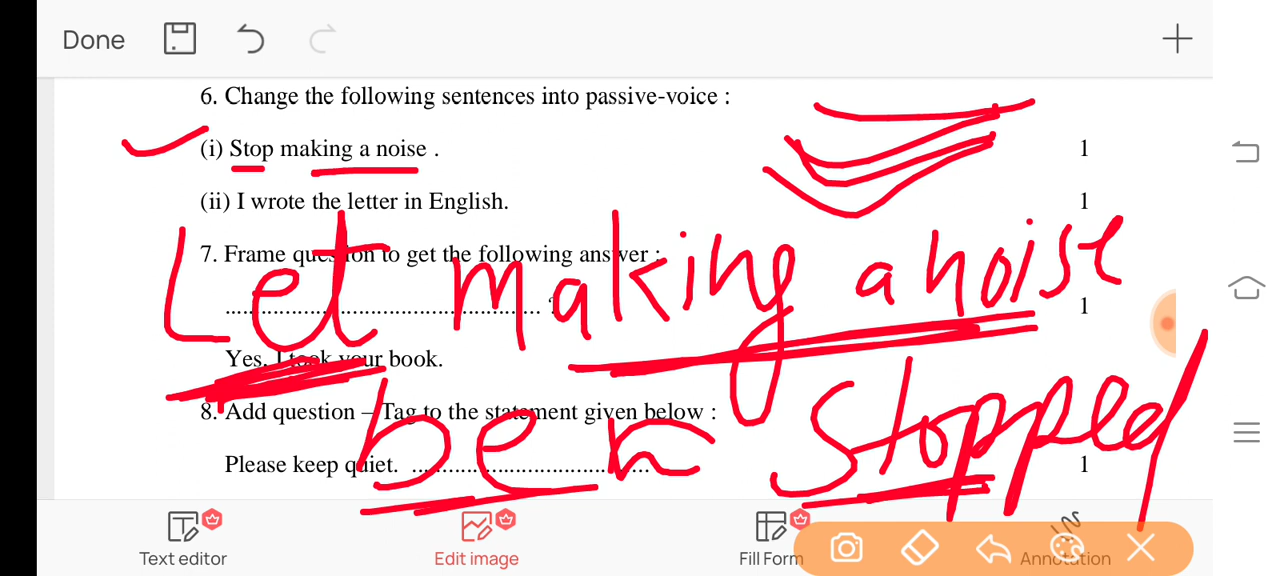 Done
6. Change the following sentences into passive-voice :
(i) Stop making a noise . 1
(ii) I wrote the letter in English. 1
7. Frame question to get the following answer :
Let making a noise
........................................................ ? 1
Yes, I took your book.
8. Add question – Tag to the statement given below :
be stopped
Please keep quiet. .......................................... 1
Text editor Edit image Fill Form Annotation